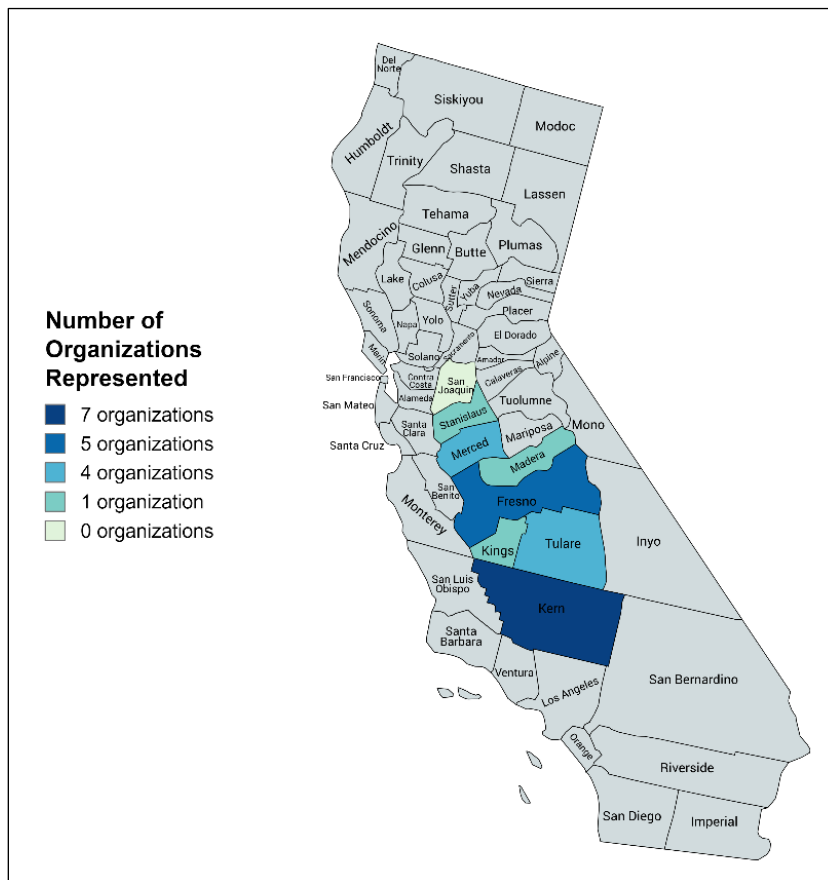 Del
Norte
Siskiyou
Modoc
Humboldt
Trinity
Shasta
Lassen
Tehama
Mendocino
Glenn
Butte
Plumas
Lake
Colusa
Sutter
Yuba
Nevada
Sierra
Placer
Sonoma
Napa
Yolo
El Dorado
Sacramento
Marin
Solano
Amador
Alpine
Calaveras
San Francisco
Contra
Costa
San
Joaquin
Alameda
Tuolumne
San Mateo
Stanislaus
Santa
Clara
Mariposa
Mono
Santa Cruz
Merced
Madera
San
Benito
Monterey
Fresno
Kings
Tulare
Inyo
San Luis
Obispo
Kern
Santa
Barbara
Ventura
Los Angeles
San Bernardino
Orange
Riverside
San Diego
Imperial
Number of
Organizations
Represented
7 organizations
5 organizations
4 organizations
1 organization
0 organizations